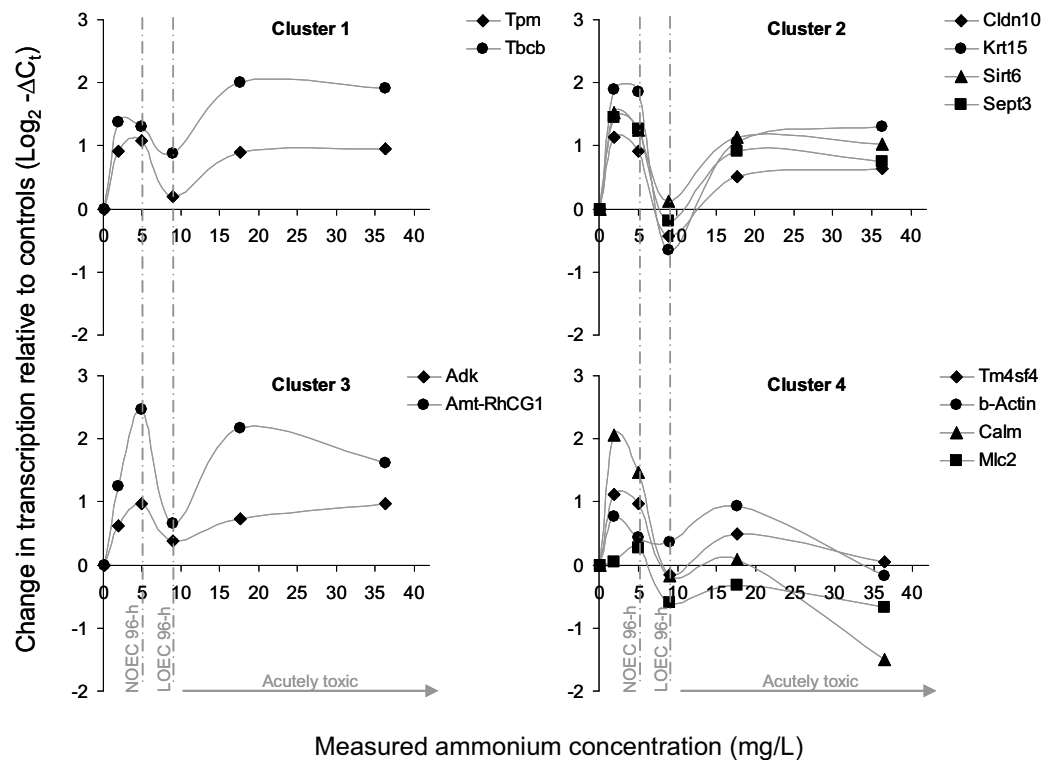 Change in transcription relative to controls (Log2 -ΔCt)
Cluster 1
Tpm
Tbcb
3
2
1
0
-1
-2
0 5 10 15 20 25 30 35 40
Cluster 2
Cldn10
Krt15
Sirt6
Sept3
3
2
1
0
-1
-2
0 5 10 15 20 25 30 35 40
Cluster 3
Adk
Amt-RhCG1
3
2
1
0
-1
-2
0 5 10 15 20 25 30 35 40
NOEC 96-h
LOEC 96-h
Acutely toxic
Cluster 4
Tm4sf4
b-Actin
Calm
Mlc2
3
2
1
0
-1
-2
0 5 10 15 20 25 30 35 40
NOEC 96-h
LOEC 96-h
Acutely toxic
Measured ammonium concentration (mg/L)